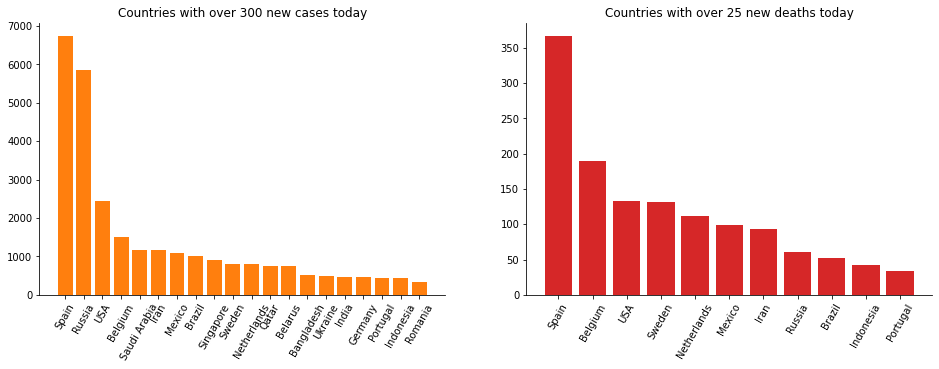 Countries with over 300 new cases today
7000
6000
5000
4000
3000
2000
1000
0
Spain
Russia
USA
Belgium
Saudi Arabia
Iran
Mexico
Brazil
Singapore
Sweden
Netherlands
Qatar
Belarus
Bangladesh
Ukraine
India
Germany
Portugal
Indonesia
Romania
Countries with over 25 new deaths today
350
300
250
200
150
100
50
0
Spain
Belgium
USA
Sweden
Netherlands
Mexico
Iran
Russia
Brazil
Indonesia
Portugal